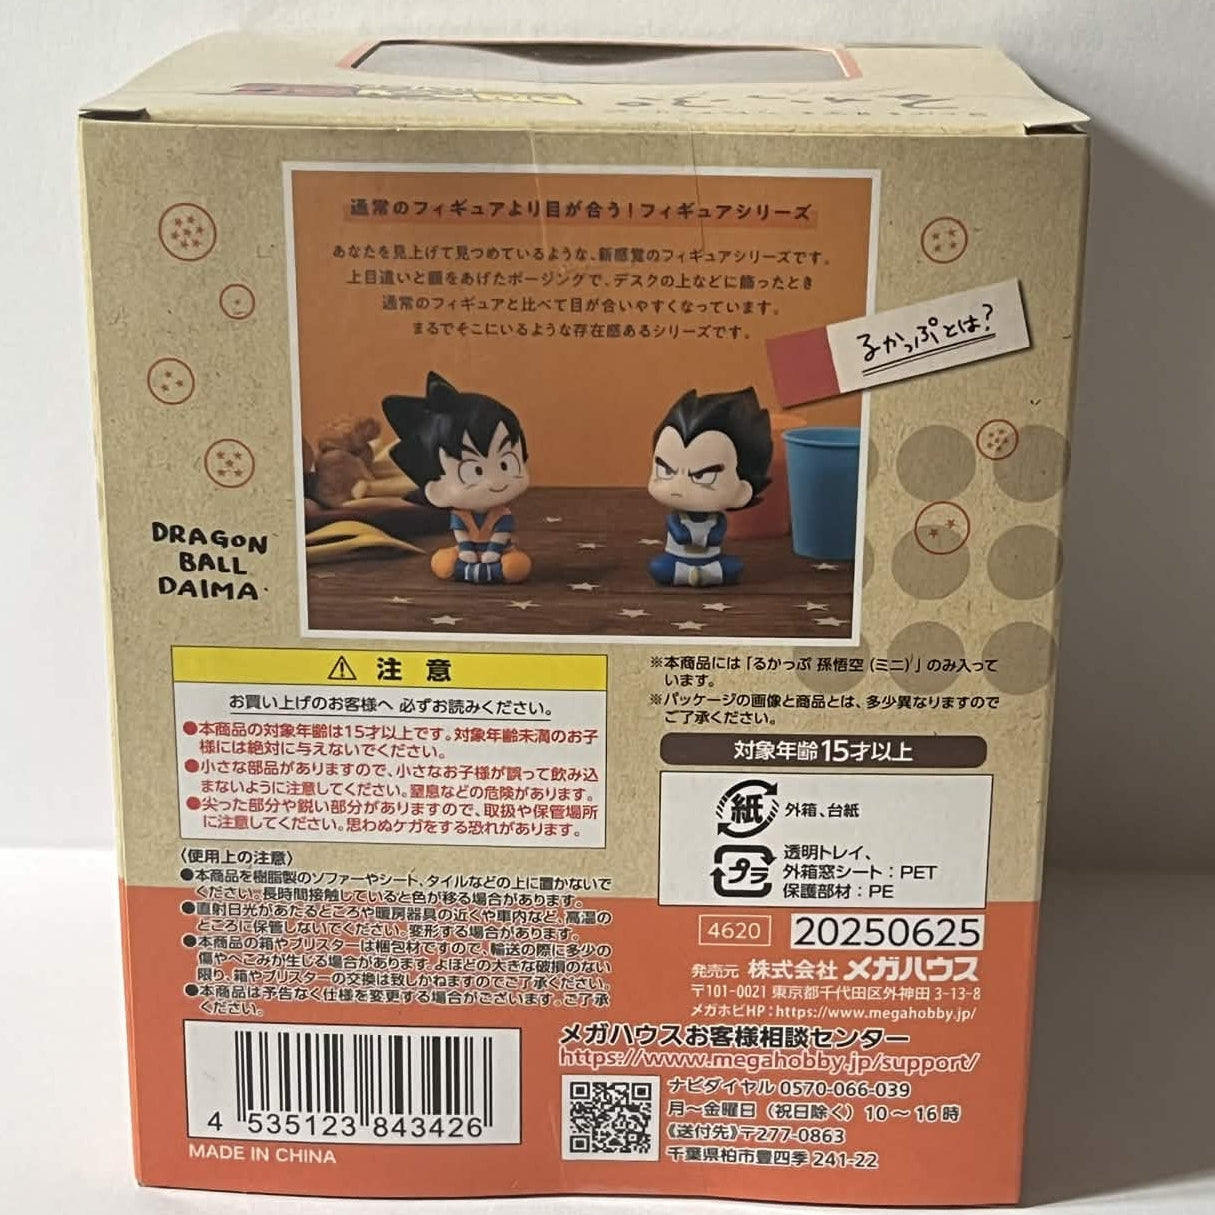 通常のフィギュアより目が合う！フィギュアシリーズ
あなたを見上げて見つめているような、新感覚のフィギュアシリーズです。
上目遣いと顔をあげたポージングで、デスクの上などに飾ったとき
通常のフィギュアと比べて目が合いやすくなっています。
まるでそこにいるような存在感あるシリーズです。
るかっぷとは?
DRAGON
BALL
DAIMA
⚠ 注 意
お買い上げのお客様へ 必ずお読みください。
●本商品の対象年齢は15才以上です。対象年齢未満のお子
様には絶対に与えないでください。
●小さな部品がありますので、小さなお子様が誤って飲み込
まないように注意してください。窒息などの危険があります。
●尖った部分や鋭い部分がありますので、取扱や保管場所
に注意してください。思わぬケガをする恐れがあります。
〈使用上の注意〉
●本商品を樹脂製のソファーやシート、タイルなどの上に置かないで
ください。長時間接触していると色が移る場合があります。
●直射日光があたるところや暖房器具の近くや車内など、高温の
ところに保管しないでください。変形する場合があります。
●本商品の箱やブリスターは梱包材ですので、輸送の際に多少の
傷やへこみが生じる場合があります。よほどの大きな破損のない
限り、箱やブリスターの交換は致しかねますのでご了承ください。
●本商品は予告なく仕様を変更する場合がございます。ご了承
ください。
※本商品には「るかっぷ 孫悟空 (ミニ)」のみ入って
います。
※パッケージの画像と商品とは、多少異なりますので
ご了承ください。
対象年齢15才以上
紙 外箱、台紙
プラ 透明トレイ、
外箱窓シート：PET
保護部材：PE
4620 20250625
発売元 株式会社 メガハウス
〒101-0021 東京都千代田区外神田 3-13-8
メガホビHP：https://www.megahobby.jp/
メガハウスお客様相談センター
https://www.megahobby.jp/support/
ナビダイヤル 0570-066-039
月〜金曜日（祝日除く）10〜16時
《送付先》〒277-0863
千葉県柏市豊四季 241-22
4 535123 843426
MADE IN CHINA